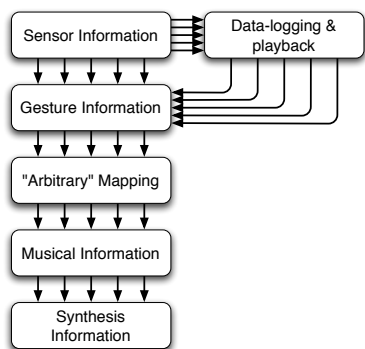 Sensor Information
Data-logging &
playback
Gesture Information
"Arbitrary" Mapping
Musical Information
Synthesis
Information